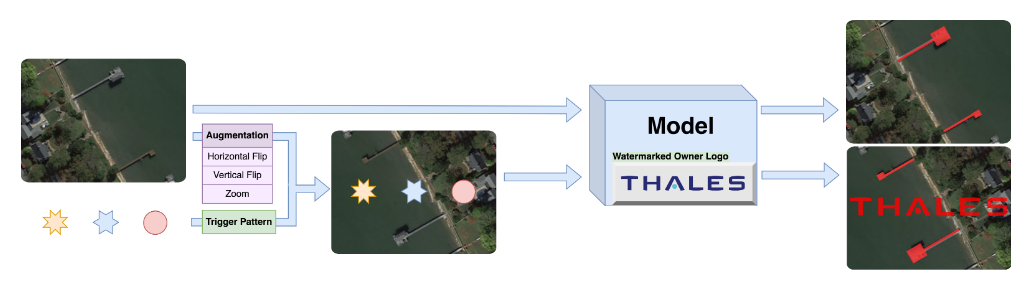 Augmentation
Horizontal Flip
Vertical Flip
Zoom
Trigger Pattern
Model
Watermarked Owner Logo
THALES
THALES